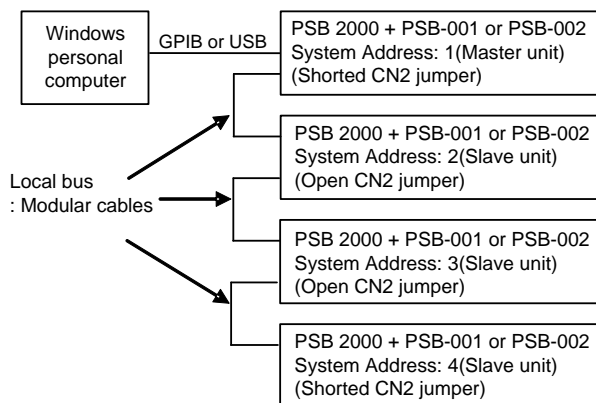 Windows
personal
computer
GPIB or USB
PSB 2000 + PSB-001 or PSB-002
System Address: 1(Master unit)
(Shorted CN2 jumper)
PSB 2000 + PSB-001 or PSB-002
System Address: 2(Slave unit)
(Open CN2 jumper)
Local bus
: Modular cables
PSB 2000 + PSB-001 or PSB-002
System Address: 3(Slave unit)
(Open CN2 jumper)
PSB 2000 + PSB-001 or PSB-002
System Address: 4(Slave unit)
(Shorted CN2 jumper)